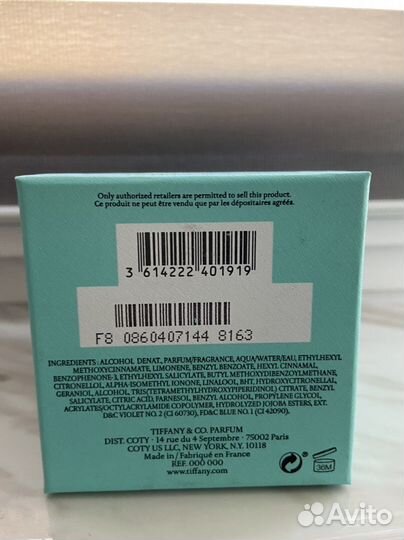 Only authorized retailers are permitted to sell this product.
Ce produit ne peut être vendu que par les dépositaires agréés.
3 614222 401919
F8 0860407144 8163
INGREDIENTS: ALCOHOL DENAT., PARFUM/FRAGRANCE, AQUA/WATER/EAU, ETHYLHEXYL
METHOXYCINNAMATE, LIMONENE, BENZYL BENZOATE, HEXYL CINNAMAL,
BENZOPHENONE-3, ETHYLHEXYL SALICYLATE, BUTYL METHOXYDIBENZOYLMETHANE,
CITRONELLOL, ALPHA-ISOMETHYL IONONE, LINALOOL, BHT, HYDROXYCITRONELLAL,
GERANIOL, ALCOHOL, TRIS(TETRAMETHYLHYDROXYPIPERIDINOL) CITRATE, BENZYL
SALICYLATE, CITRIC ACID, FARNESOL, BENZYL ALCOHOL, PROPYLENE GLYCOL,
ACRYLATES/OCTYLACRYLAMIDE COPOLYMER, HYDROLYZED JOJOBA ESTERS, EXT.
D&C VIOLET NO. 2 (CI 60730), FD&C BLUE NO. 1 (CI 42090).
TIFFANY & CO. PARFUM
DIST. COTY - 14 rue du 4 Septembre - 75002 Paris
COTY US LLC, NEW YORK, N.Y. 10118
Made in / Fabriqué en France
REF. 000 000
www.tiffany.com
36M
Avito